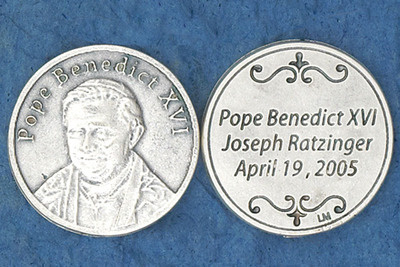 Pope Benedict XVI
Pope Benedict XVI
Joseph Ratzinger
April 19, 2005
LM